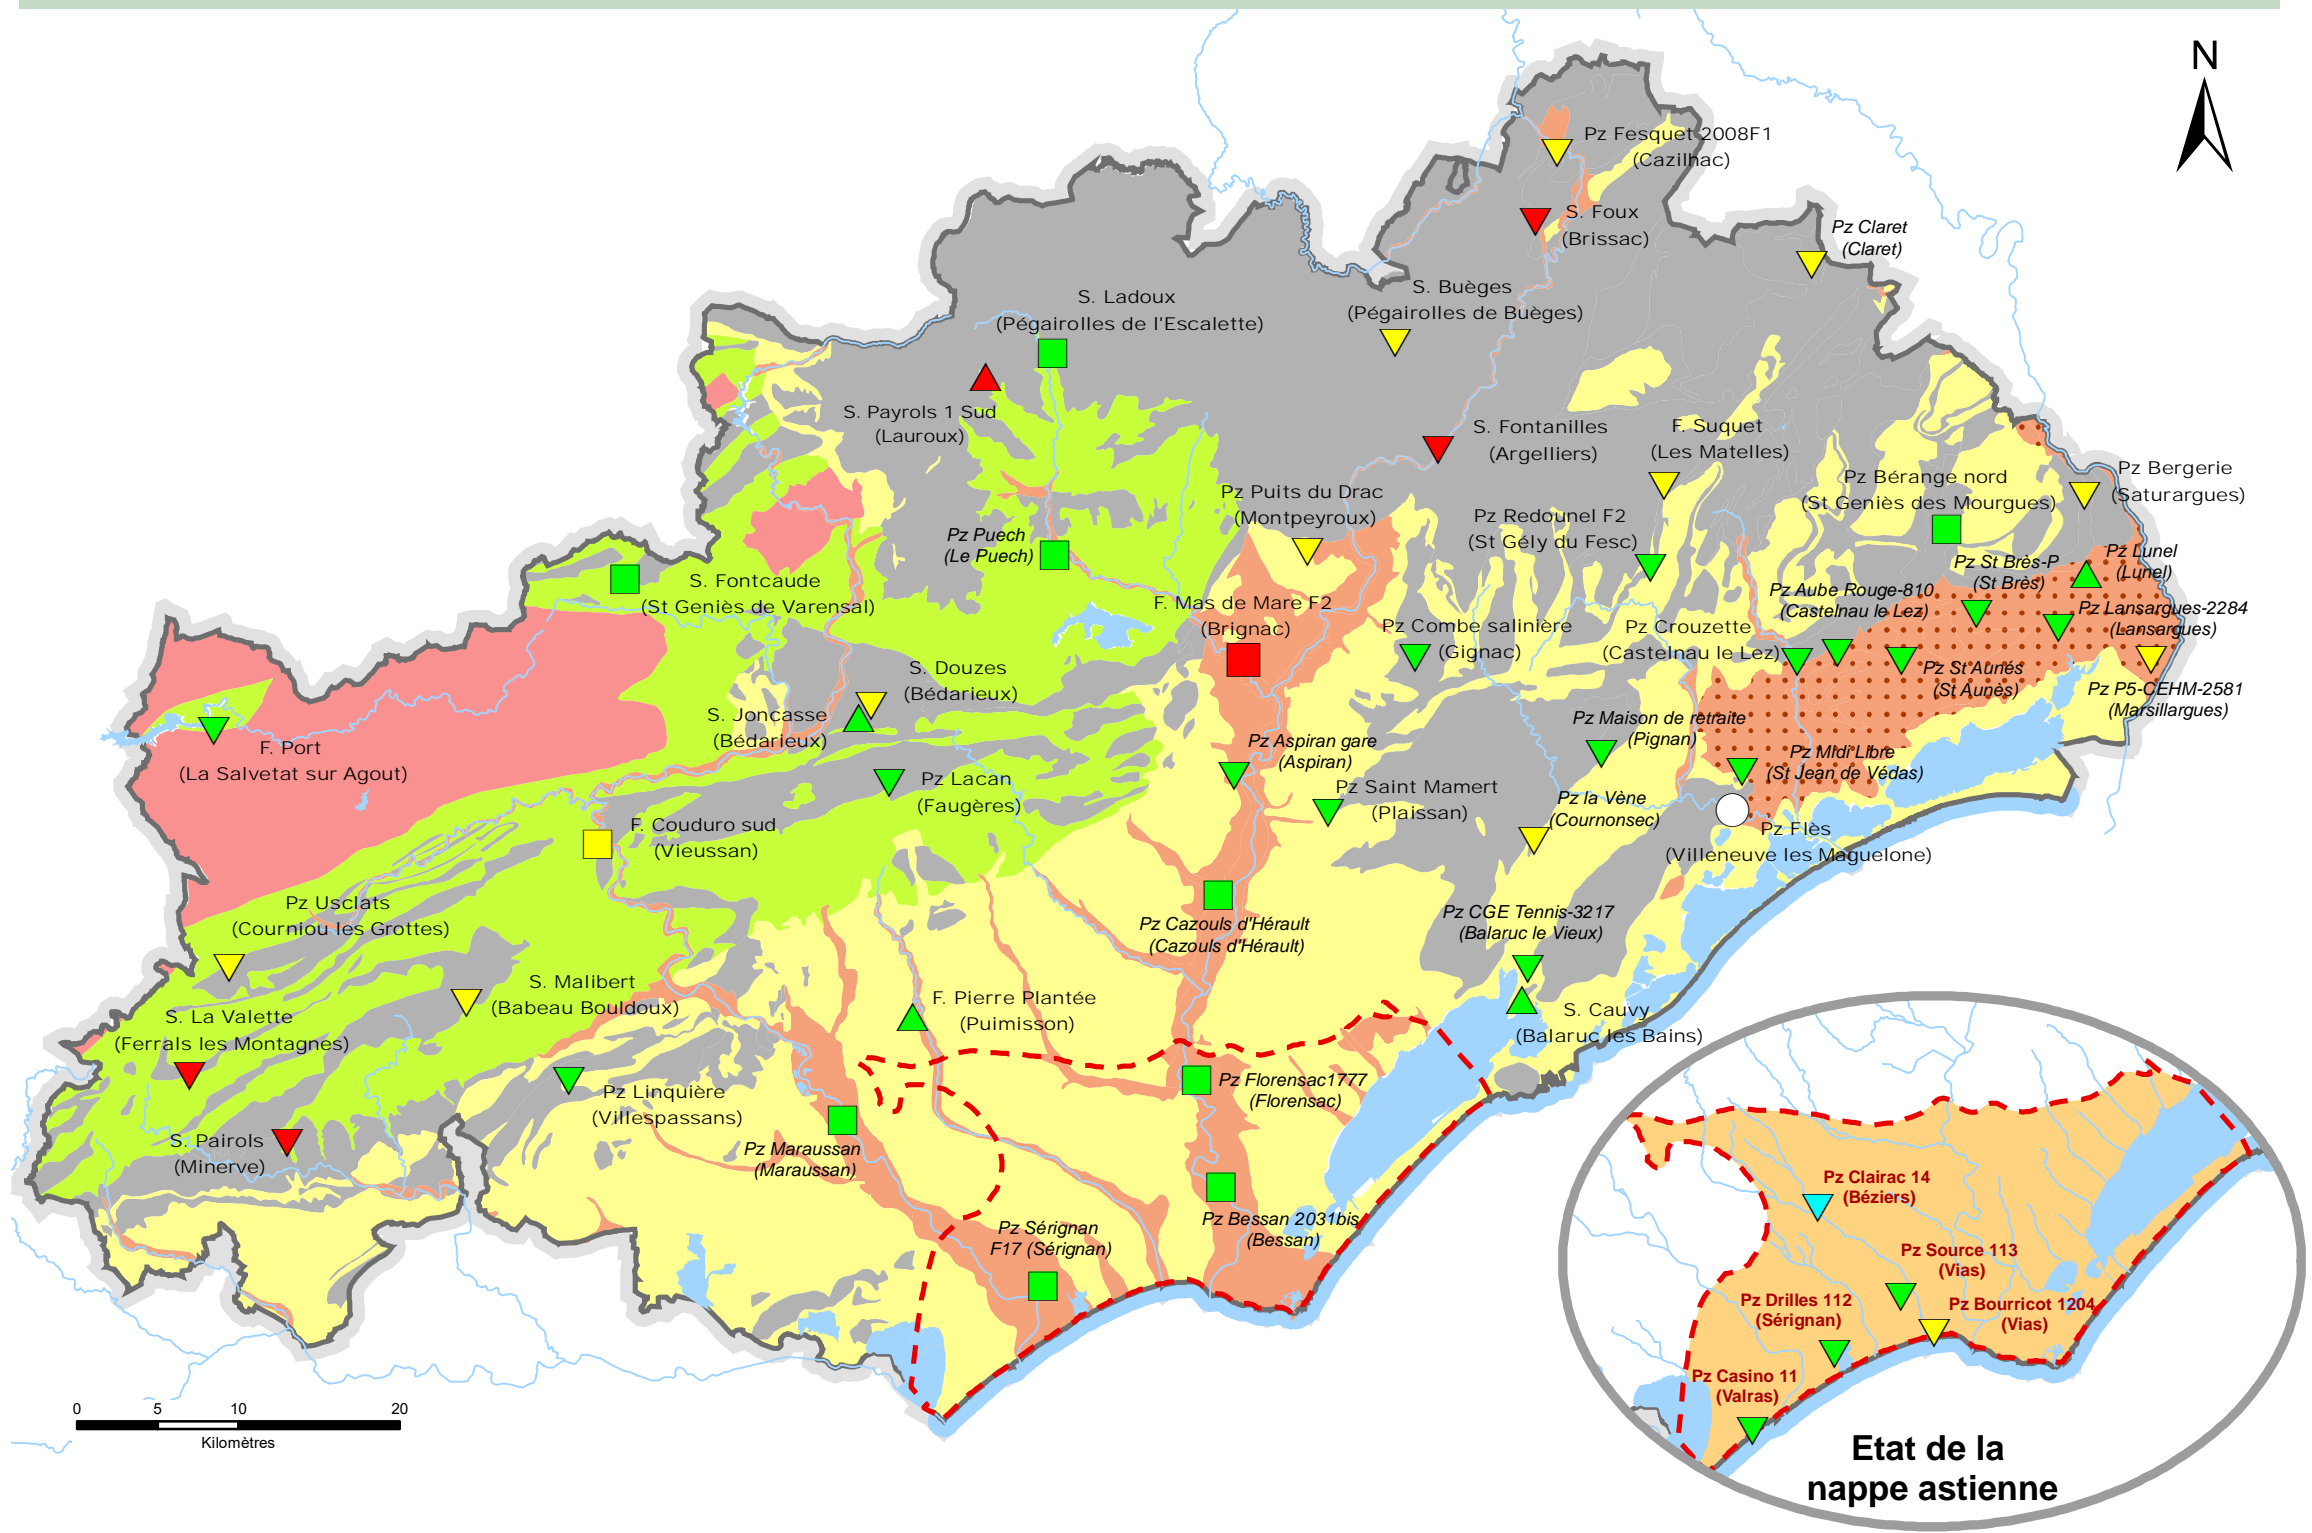 N
Pz Fesquet 2008F1
(Cazilhac)
S. Foux
(Brissac)
Pz Claret
(Claret)
S. Ladoux
(Pégairolles de l'Escalette)
S. Buèges
(Pégairolles de Buèges)
S. Payrols 1 Sud
(Lauroux)
S. Fontanilles
(Argelliers)
F. Suquet
(Les Matelles)
Pz Bérange nord
(St Geniès des Mourgues)
Pz Bergerie
(Saturargues)
Pz Puits du Drac
(Montpeyroux)
Pz Redounel F2
(St Gély du Fesc)
Pz Puech
(Le Puech)
Pz St Brès-P
(St Brès)
Pz Lunel
(Lunel)
S. Fontcaude
(St Geniès de Varensal)
F. Mas de Mare F2
(Brignac)
Pz Aube Rouge-810
(Castelnau le Lez)
Pz Lansargues-2284
(Lansargues)
Pz Combe salinière
(Gignac)
Pz Crouzette
(Castelnau le Lez)
S. Douzes
(Bédarieux)
Pz St Aunés
(St Aunès)
Pz P5-CEHM-2581
(Marsillargues)
S. Joncasse
(Bédarieux)
Pz Maison de retraite
(Pignan)
F. Port
(La Salvetat sur Agout)
Pz Aspiran gare
(Aspiran)
Pz Midi Libre
(St Jean de Védas)
Pz Lacan
(Faugères)
Pz Saint Mamert
(Plaissan)
Pz la Vène
(Cournonsec)
F. Couduro sud
(Vieussan)
Pz Flès
(Villeneuve les Maguelone)
Pz Usclats
(Courniou les Grottes)
Pz Cazouls d'Hérault
(Cazouls d'Hérault)
Pz CGE Tennis-3217
(Balaruc le Vieux)
S. Malibert
(Babeau Bouldoux)
F. Pierre Plantée
(Puimisson)
S. La Valette
(Ferrals les Montagnes)
S. Cauvy
(Balaruc les Bains)
Pz Linquière
(Villespassans)
Pz Florensac1777
(Florensac)
S. Pairols
(Minerve)
Pz Maraussan
(Maraussan)
Pz Sérignan
F17 (Sérignan)
Pz Bessan 2031bis
(Bessan)
Pz Clairac 14
(Béziers)
Pz Source 113
(Vias)
Pz Drilles 112
(Sérignan)
Pz Bourricot 1204
(Vias)
Pz Casino 11
(Valras)
0 5 10 20
Kilomètres
Etat de la
nappe astienne